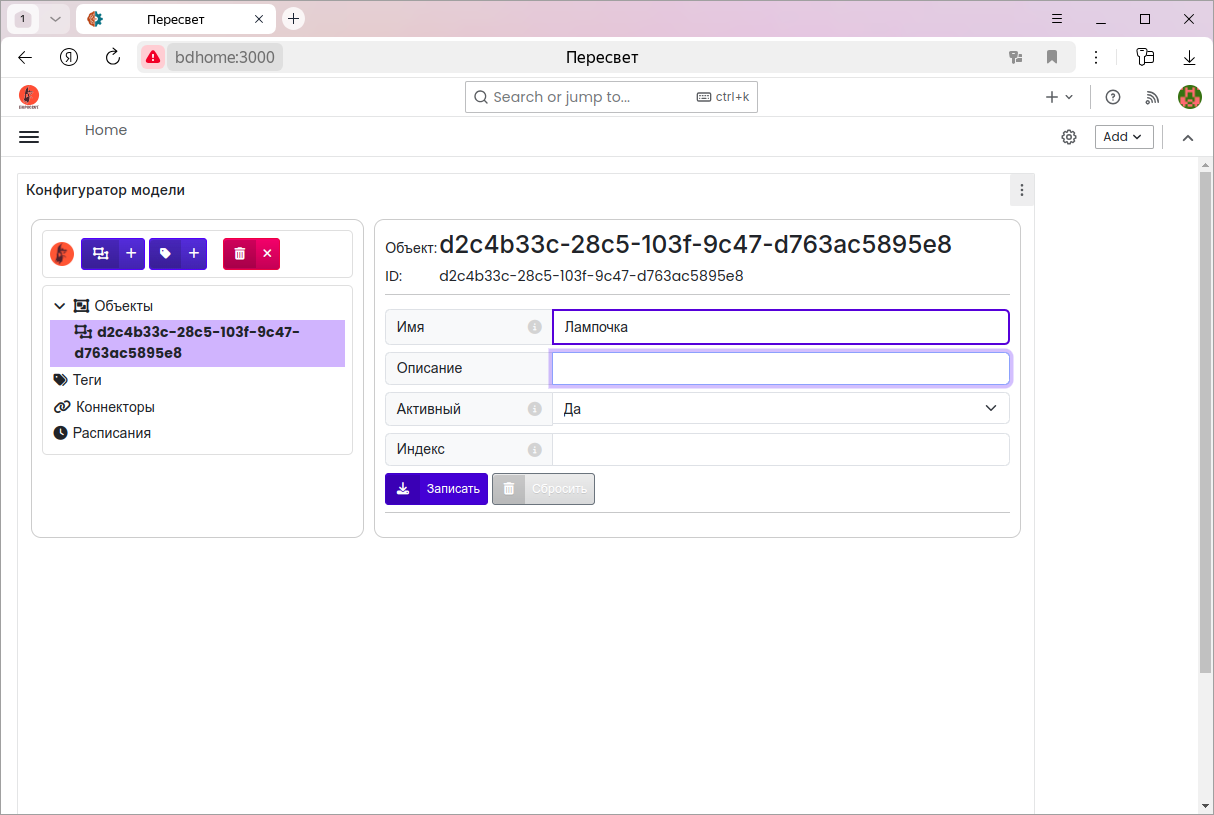 1
Пересвет
Я
bdhome:3000
Пересвет
Search or jump to...
ctrl+k
Home
Add
Конфигуратор модели
Объекты
d2c4b33c-28c5-103f-9c47-
d763ac5895e8
Теги
Коннекторы
Расписания
Объект: d2c4b33c-28c5-103f-9c47-d763ac5895e8
ID: d2c4b33c-28c5-103f-9c47-d763ac5895e8
Имя
Лампочка
Описание
Активный
Да
Индекс
Записать
Сбросить